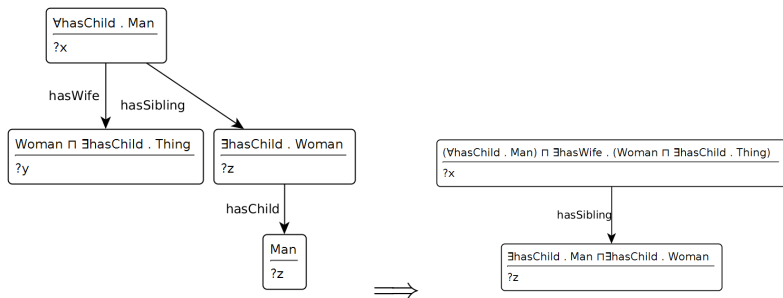 ∀hasChild . Man
?x
hasWife
hasSibling
Woman ⊓ ∃hasChild . Thing
?y
∃hasChild . Woman
?z
hasChild
Man
?z
⟹
(∀hasChild . Man) ⊓ ∃hasWife . (Woman ⊓ ∃hasChild . Thing)
?x
hasSibling
∃hasChild . Man ⊓∃hasChild . Woman
?z